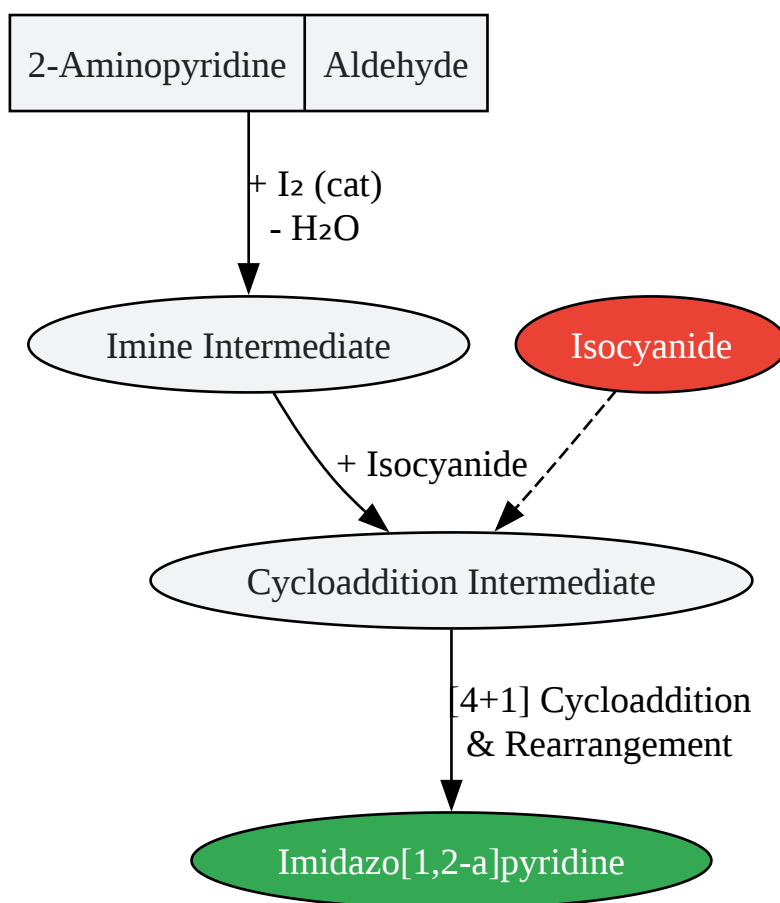 2-Aminopyridine
Aldehyde
+ I₂ (cat)
- H₂O
Imine Intermediate
Isocyanide
+ Isocyanide
Cycloaddition Intermediate
[4+1] Cycloaddition
& Rearrangement
Imidazo[1,2-a]pyridine